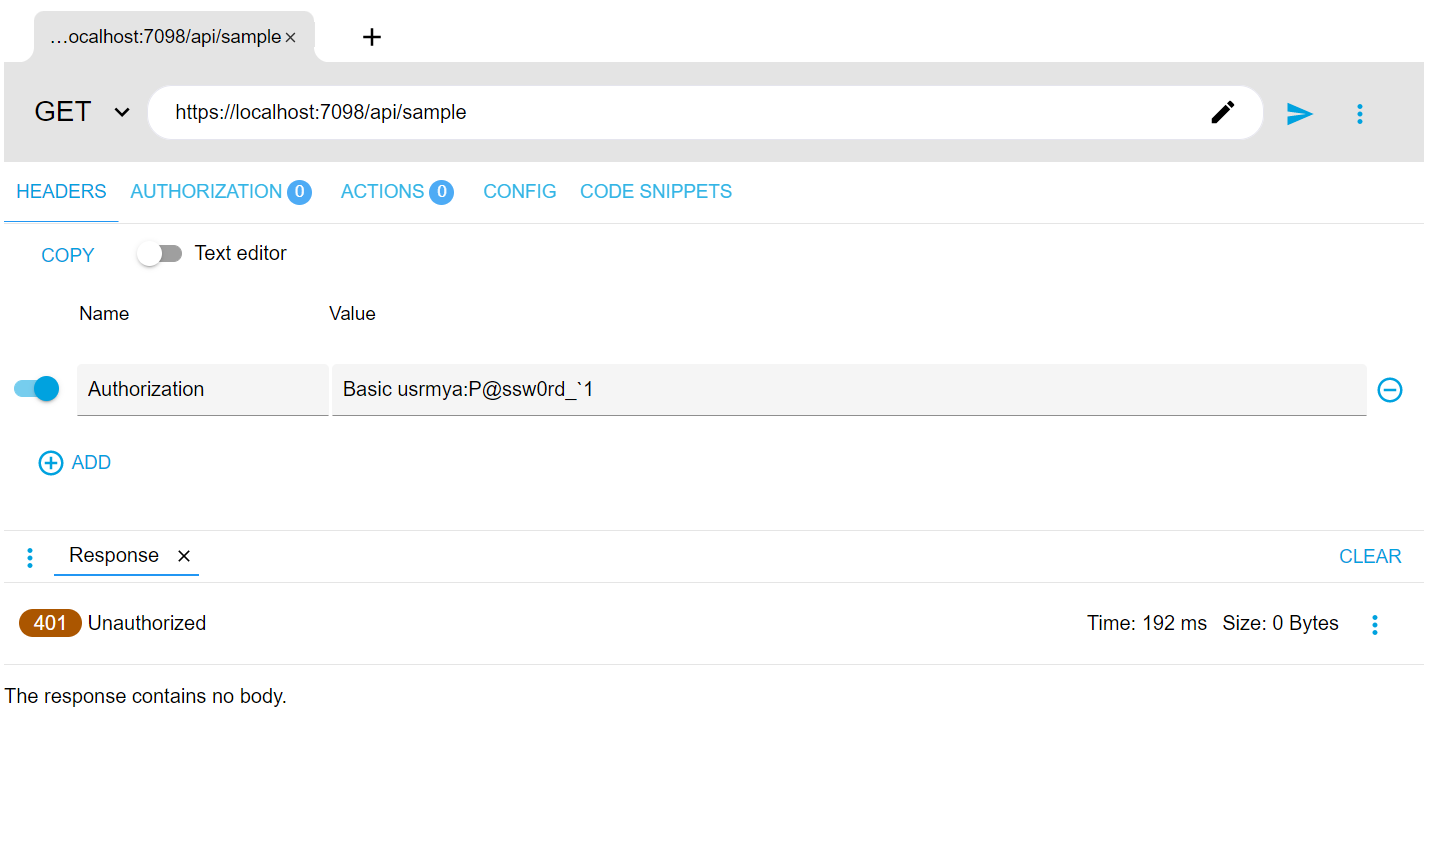 ...ocalhost:7098/api/sample ×
+
GET https://localhost:7098/api/sample
HEADERS AUTHORIZATION 0 ACTIONS 0 CONFIG CODE SNIPPETS
COPY Text editor
Name Value
Authorization Basic usrmya:P@ssw0rd_`1
ADD
Response × CLEAR
401 Unauthorized Time: 192 ms Size: 0 Bytes
The response contains no body.